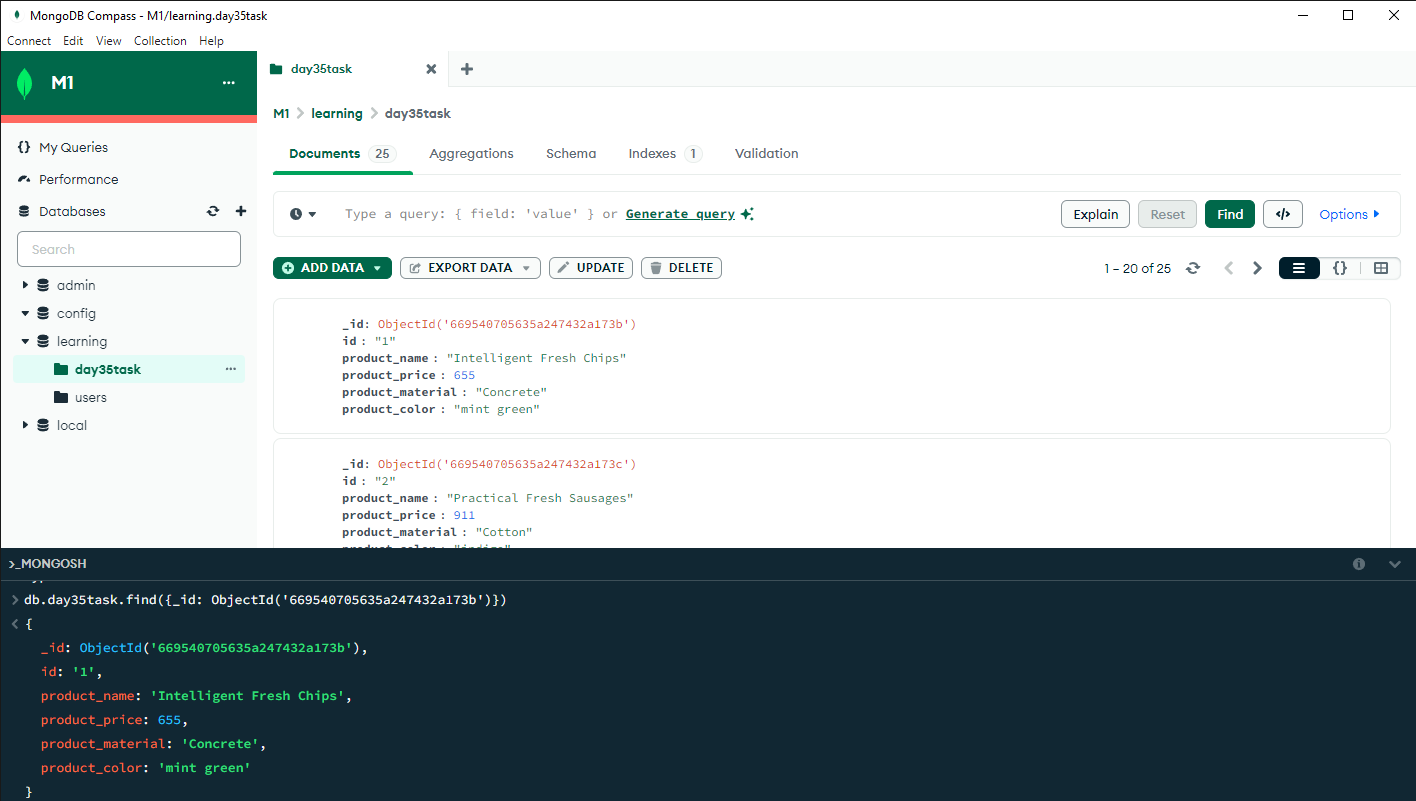 MongoDB Compass - M1/learning.day35task
Connect Edit View Collection Help
M1
My Queries
Performance
Databases
Search
admin
config
learning
day35task
users
local
day35task
M1 > learning > day35task
Documents 25 Aggregations Schema Indexes 1 Validation
Type a query: { field: 'value' } or Generate query
Explain Reset Find </> Options
ADD DATA EXPORT DATA UPDATE DELETE
1 – 20 of 25 {}
_id: ObjectId('669540705635a247432a173b')
id : "1"
product_name : "Intelligent Fresh Chips"
product_price : 655
product_material : "Concrete"
product_color : "mint green"
_id: ObjectId('669540705635a247432a173c')
id : "2"
product_name : "Practical Fresh Sausages"
product_price : 911
product_material : "Cotton"
product_color : "indigo"
>_MONGOSH
> db.day35task.find({_id: ObjectId('669540705635a247432a173b')})
< {
_id: ObjectId('669540705635a247432a173b'),
id: '1',
product_name: 'Intelligent Fresh Chips',
product_price: 655,
product_material: 'Concrete',
product_color: 'mint green'
}